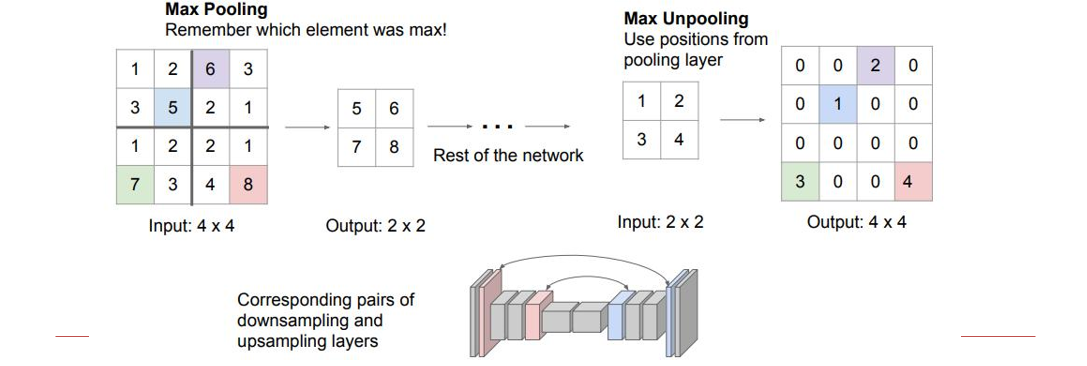 Max Pooling
Remember which element was max!
1 2 6 3
3 5 2 1
1 2 2 1
7 3 4 8
Input: 4 x 4
5 6
7 8
Output: 2 x 2
...
Rest of the network
Max Unpooling
Use positions from
pooling layer
1 2
3 4
Input: 2 x 2
0 0 2 0
0 1 0 0
0 0 0 0
3 0 0 4
Output: 4 x 4
Corresponding pairs of
downsampling and
upsampling layers